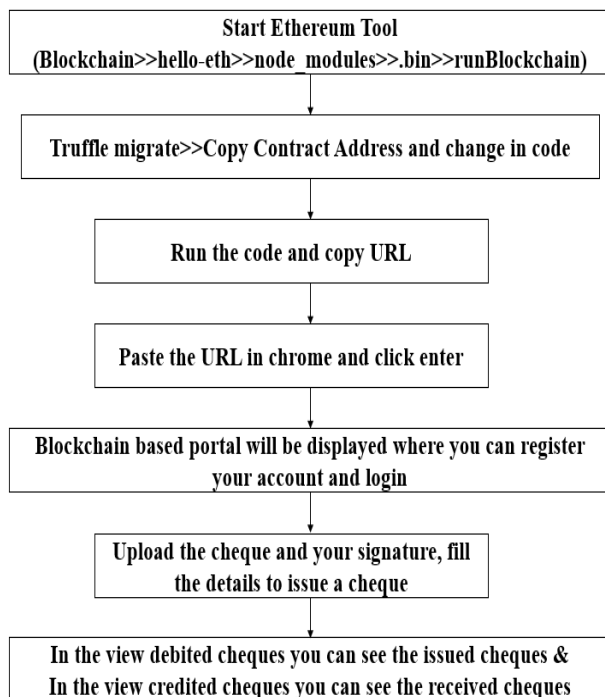 Start Ethereum Tool
(Blockchain>>hello-eth>>node_modules>>.bin>>runBlockchain)
Truffle migrate>>Copy Contract Address and change in code
Run the code and copy URL
Paste the URL in chrome and click enter
Blockchain based portal will be displayed where you can register
your account and login
Upload the cheque and your signature, fill
the details to issue a cheque
In the view debited cheques you can see the issued cheques &
In the view credited cheques you can see the received cheques